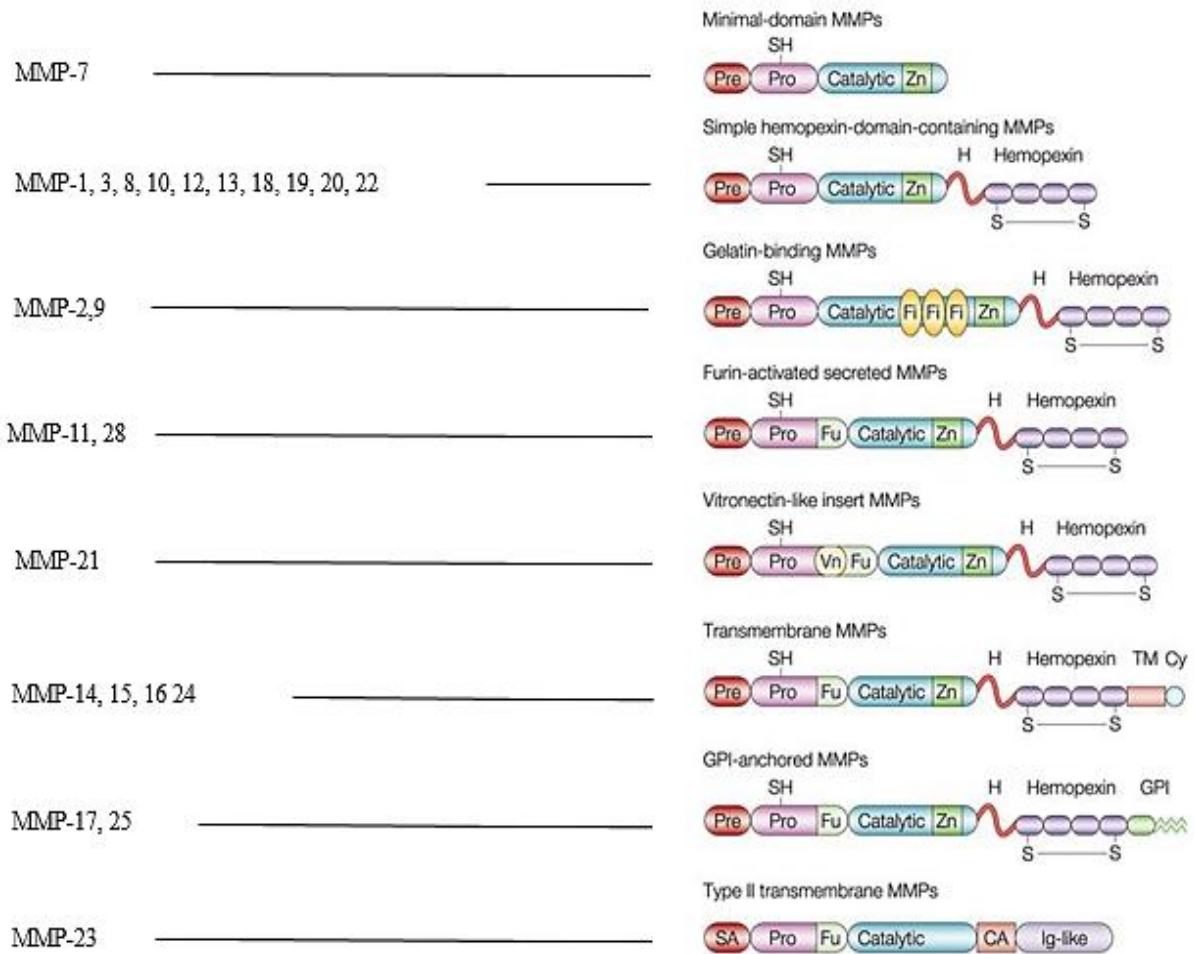 Minimal-domain MMPs
SH
MMP-7
Pre Pro Catalytic Zn
Simple hemopexin-domain-containing MMPs
SH H Hemopexin
MMP-1, 3, 8, 10, 12, 13, 18, 19, 20, 22
Pre Pro Catalytic Zn
S S
Gelatin-binding MMPs
SH H Hemopexin
MMP-2,9
Pre Pro Catalytic Fi Fi Fi Zn
S S
Furin-activated secreted MMPs
SH H Hemopexin
MMP-11, 28
Pre Pro Fu Catalytic Zn
S S
Vitronectin-like insert MMPs
SH H Hemopexin
MMP-21
Pre Pro Vn Fu Catalytic Zn
S S
Transmembrane MMPs
SH H Hemopexin TM Cy
MMP-14, 15, 16 24
Pre Pro Fu Catalytic Zn
S S
GPI-anchored MMPs
SH H Hemopexin GPI
MMP-17, 25
Pre Pro Fu Catalytic Zn
S S
Type II transmembrane MMPs
MMP-23
SA Pro Fu Catalytic CA Ig-like